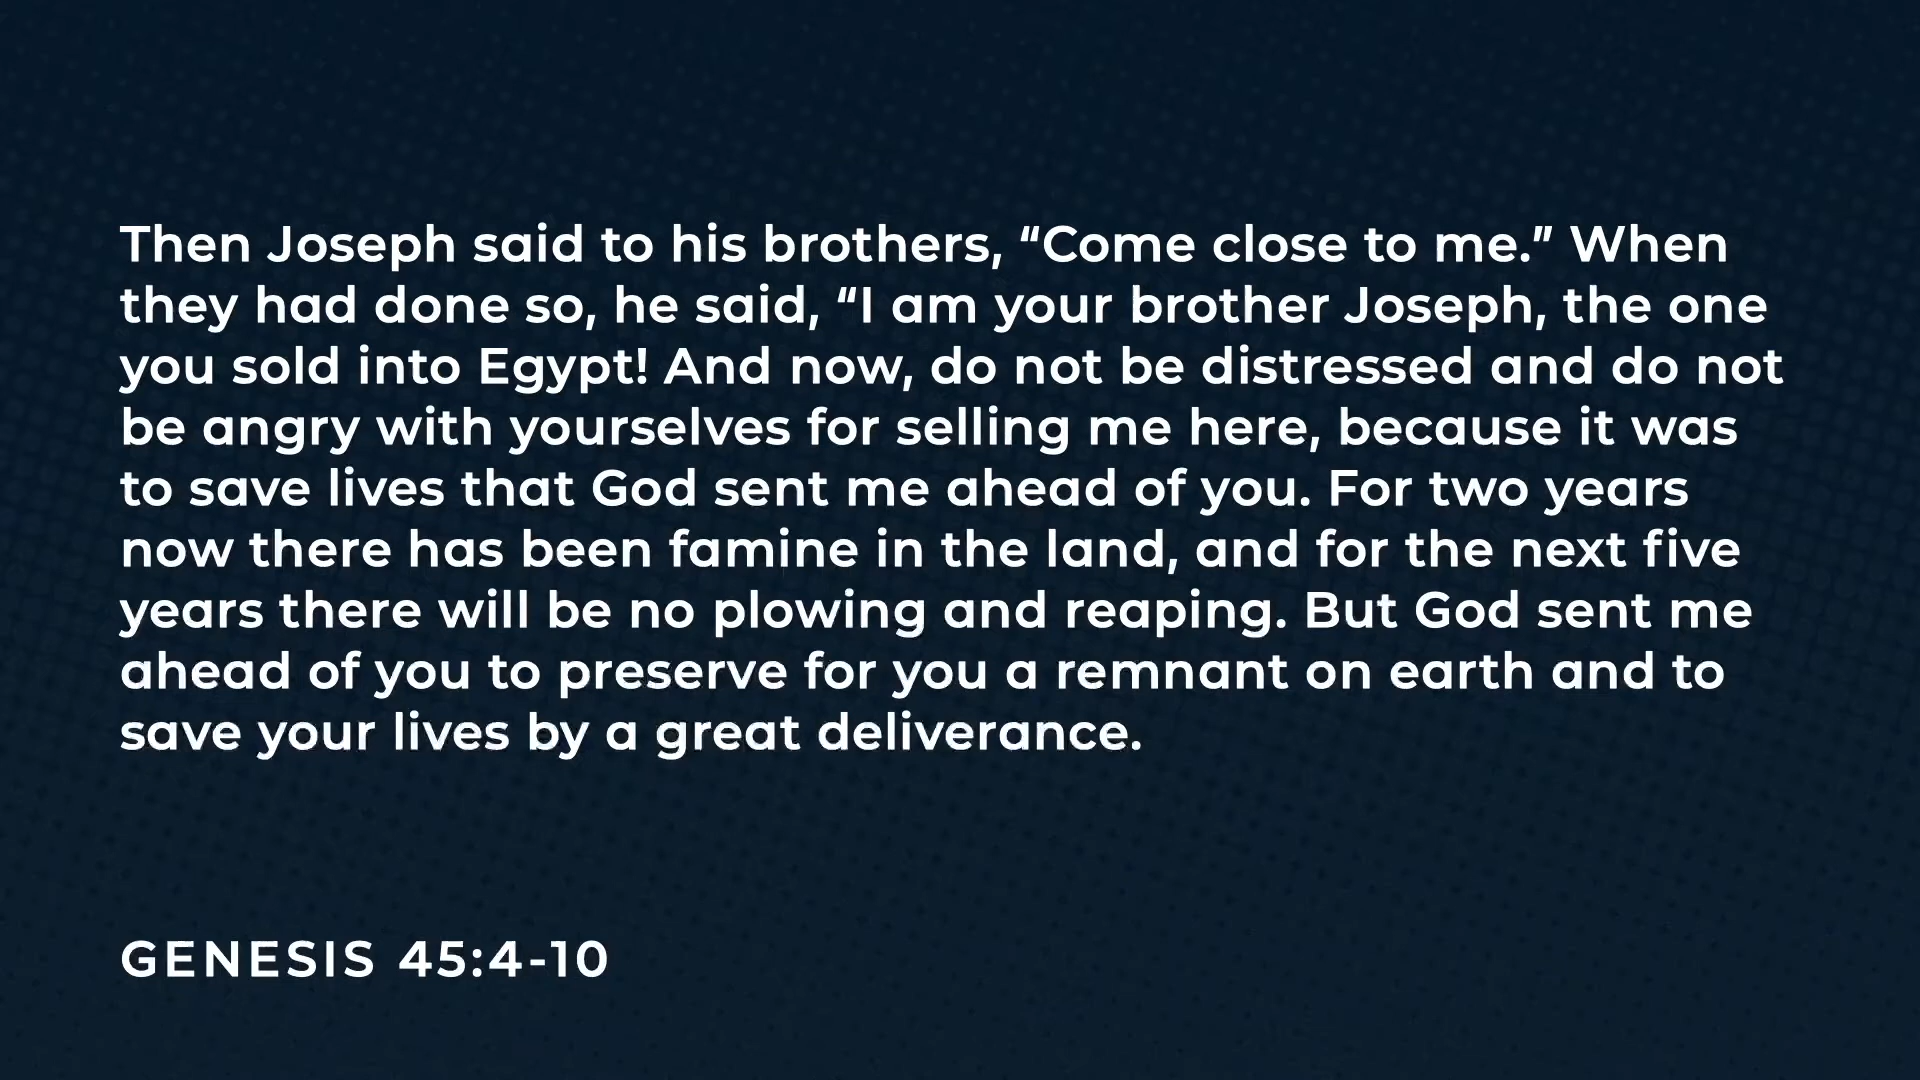 Then Joseph said to his brothers, “Come close to me.” When
they had done so, he said, “I am your brother Joseph, the one
you sold into Egypt! And now, do not be distressed and do not
be angry with yourselves for selling me here, because it was
to save lives that God sent me ahead of you. For two years
now there has been famine in the land, and for the next five
years there will be no plowing and reaping. But God sent me
ahead of you to preserve for you a remnant on earth and to
save your lives by a great deliverance.
GENESIS 45:4-10